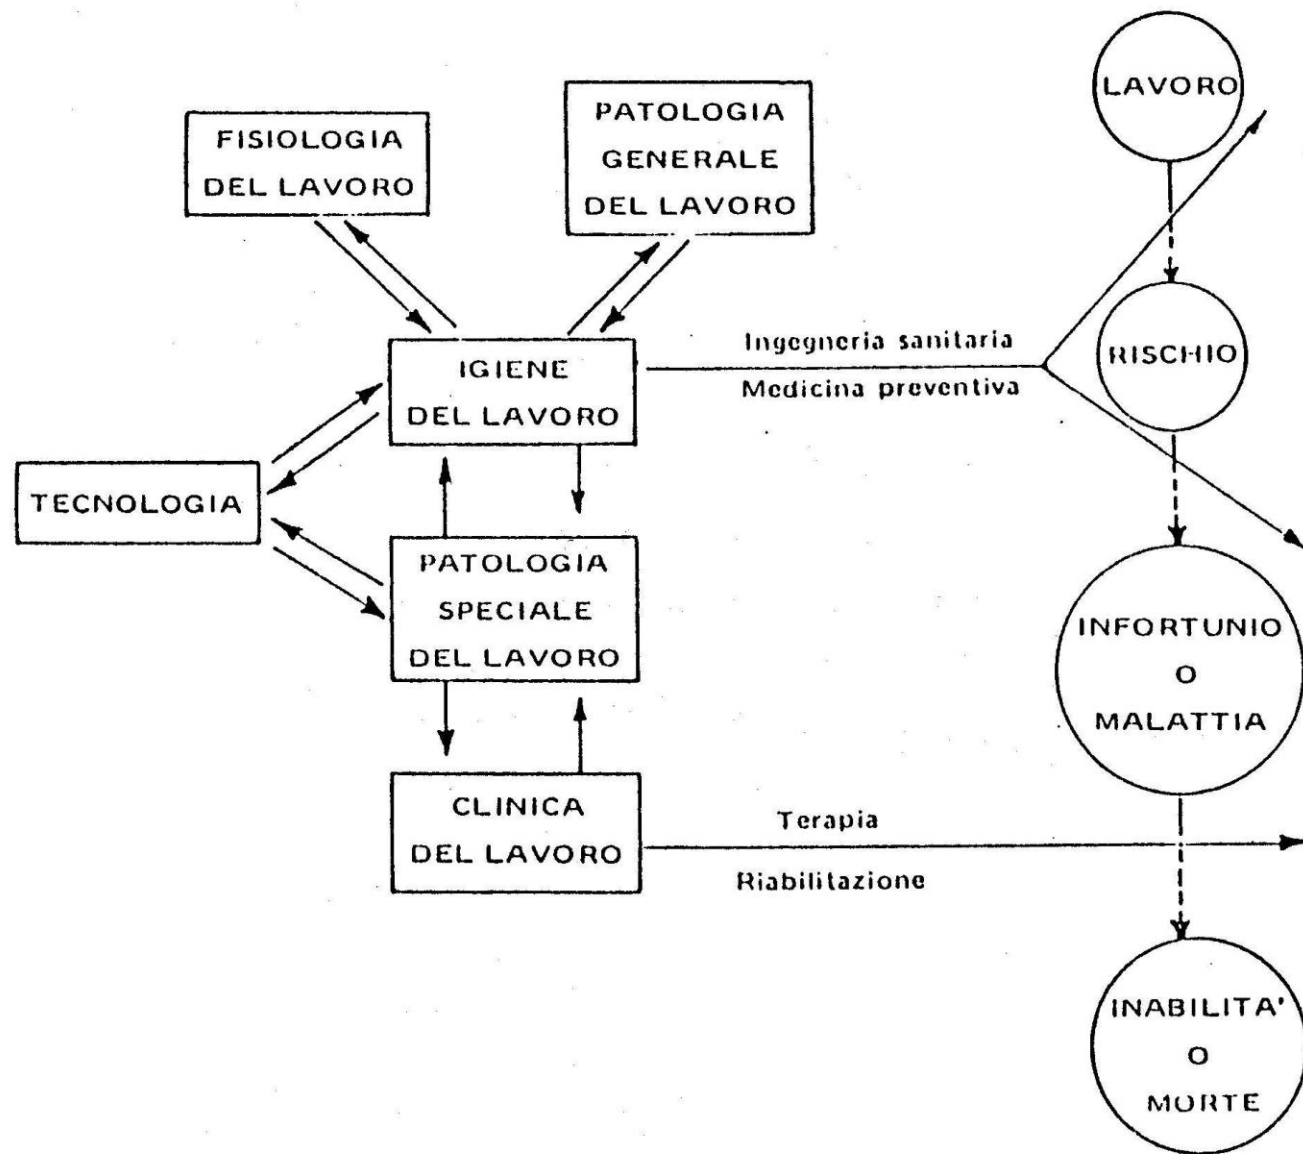 FISIOLOGIA
DEL LAVORO
PATOLOGIA
GENERALE
DEL LAVORO
LAVORO
IGIENE
DEL LAVORO
Ingegneria sanitaria
Medicina preventiva
RISCHIO
TECNOLOGIA
PATOLOGIA
SPECIALE
DEL LAVORO
INFORTUNIO
O
MALATTIA
CLINICA
DEL LAVORO
Terapia
Riabilitazione
INABILITA'
O
MORTE